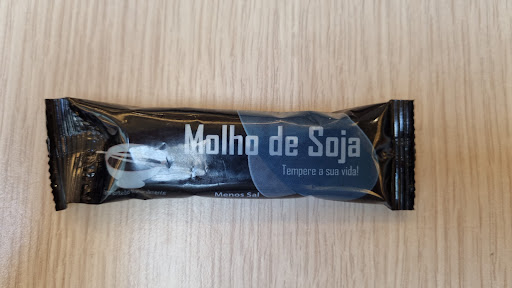 Molho de Soja
Tempere a sua vida!
Menos Sal